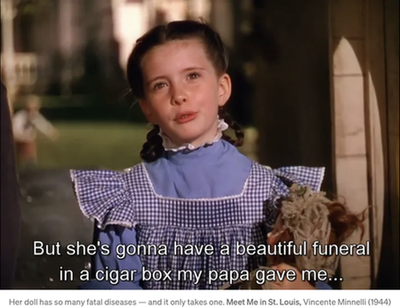 But she's gonna have a beautiful funeral
in a cigar box my papa gave me...
Her doll has so many fatal diseases — and it only takes one. Meet Me in St. Louis, Vincente Minnelli (1944)